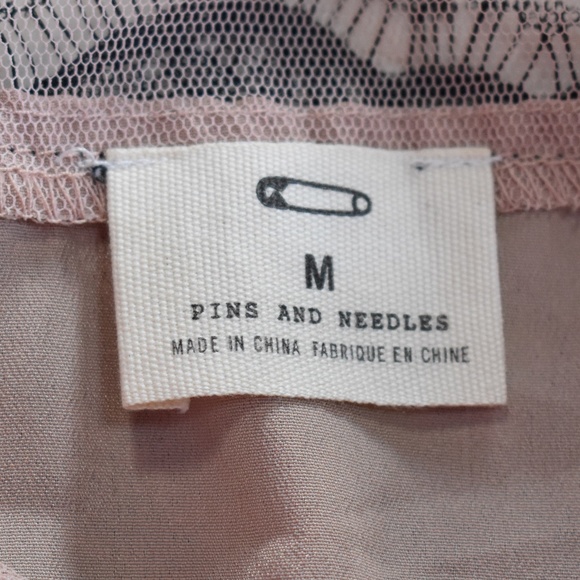 M
PINS AND NEEDLES
MADE IN CHINA FABRIQUE EN CHINE